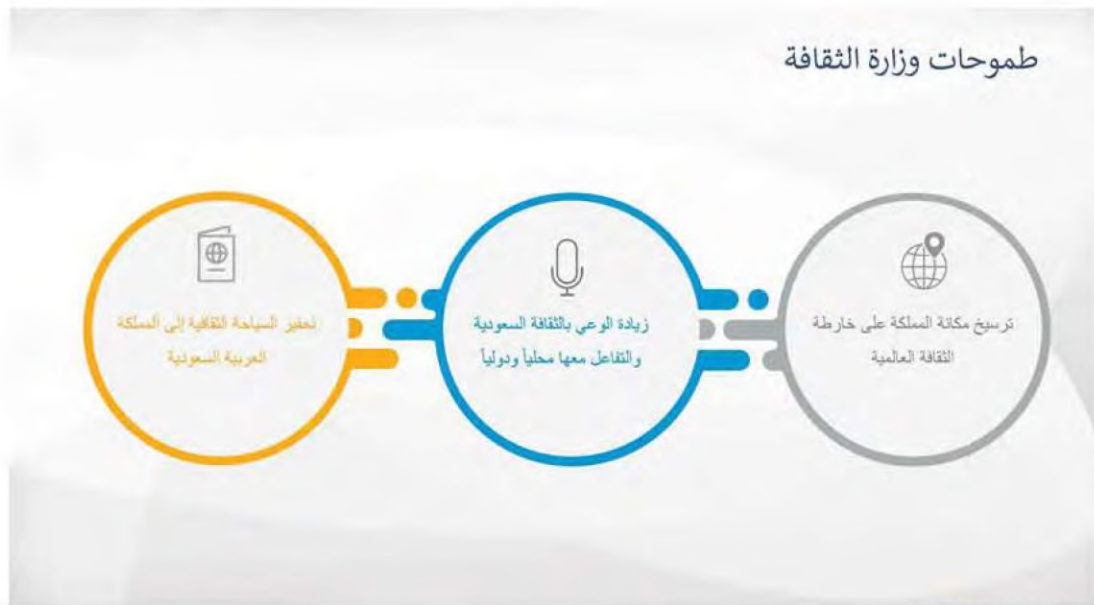 طموحات وزارة الثقافة
ترسيخ مكانة المملكة على خارطة
الثقافة العالمية
زيادة الوعي بالثقافة السعودية
والتفاعل معها محلياً ودولياً
تحفيز السياحة الثقافية إلى المملكة
العربية السعودية